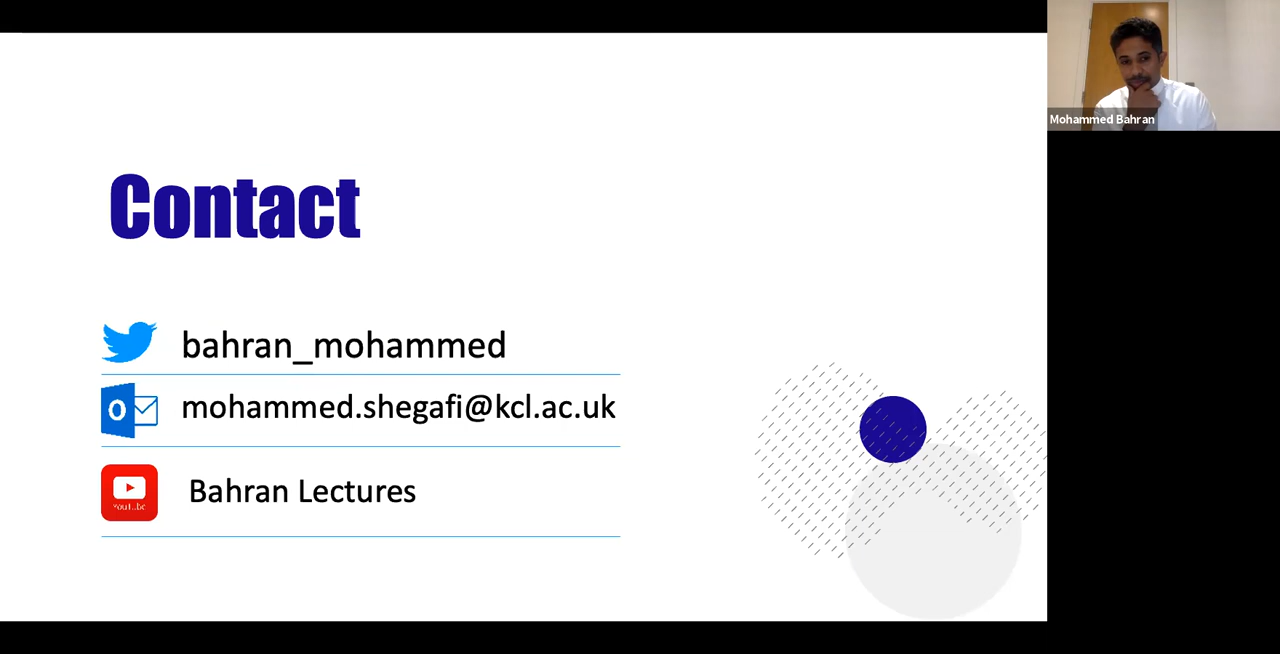 Mohammed Bahran
Contact
bahran_mohammed
mohammed.shegafi@kcl.ac.uk
Bahran Lectures